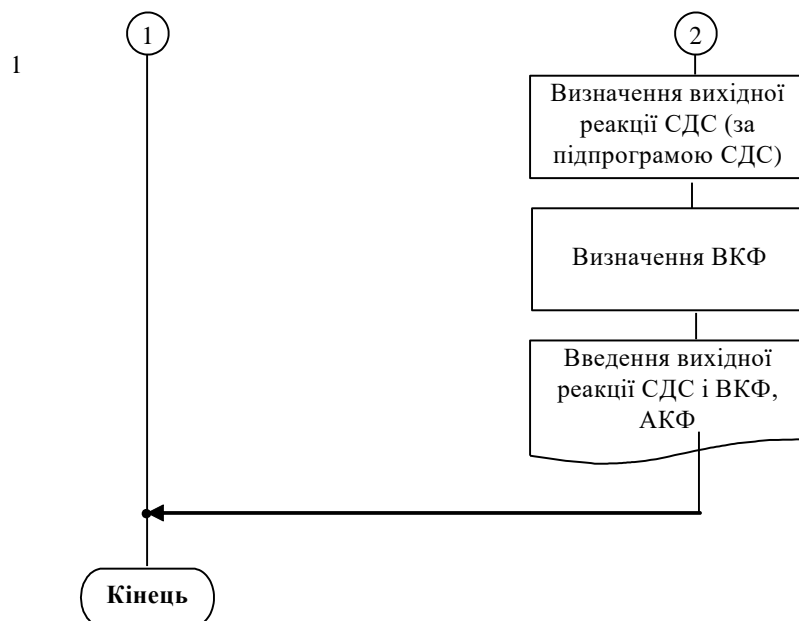 1
2
1
Визначення вихідної
реакції СДС (за
підпрограмою СДС)
Визначення ВКФ
Введення вихідної
реакції СДС і ВКФ,
АКФ
Кінець